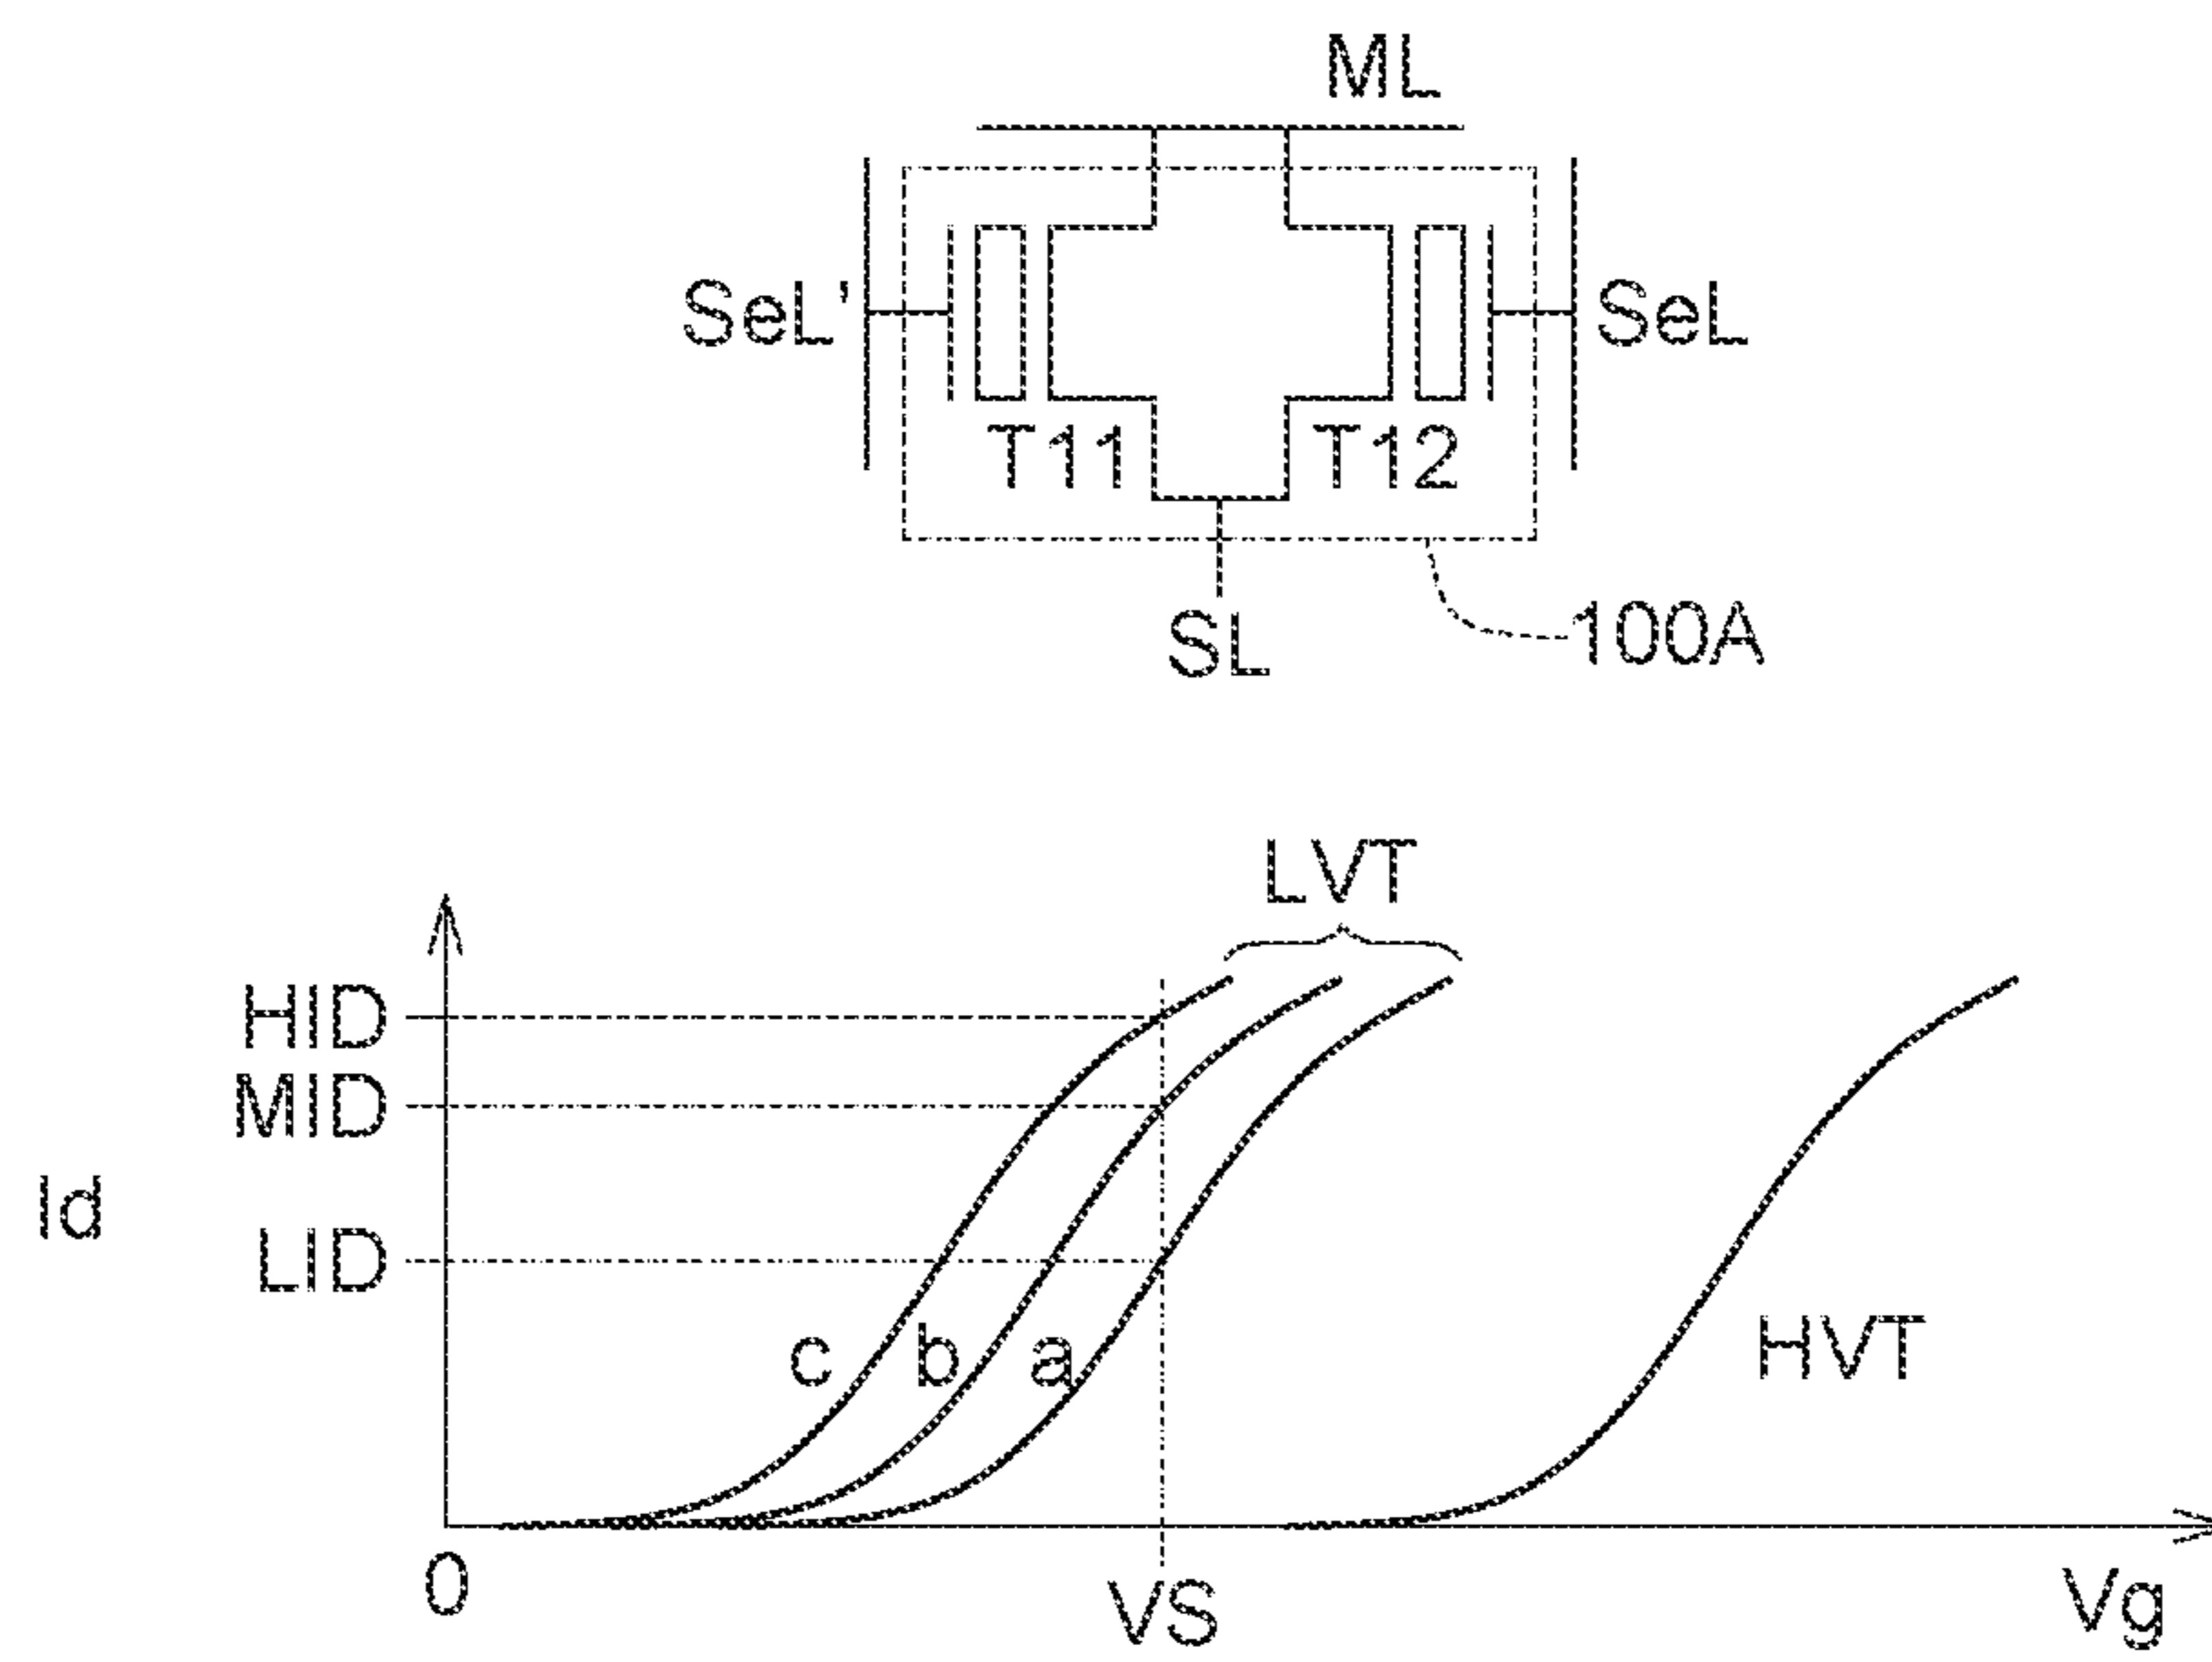 ML
SeL' SeL
T11 T12
SL 100A
LVT
HID
MID
Id
LID
c b a HVT
0 VS Vg